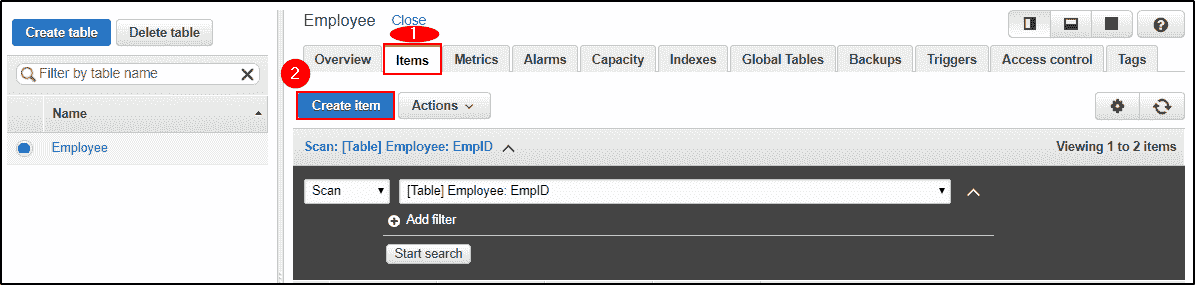 Create table Delete table
Filter by table name
Name
Employee
Employee Close
1
Overview Items Metrics Alarms Capacity Indexes Global Tables Backups Triggers Access control Tags
2
Create item Actions
Scan: [Table] Employee: EmpID Viewing 1 to 2 items
Scan [Table] Employee: EmpID
Add filter
Start search